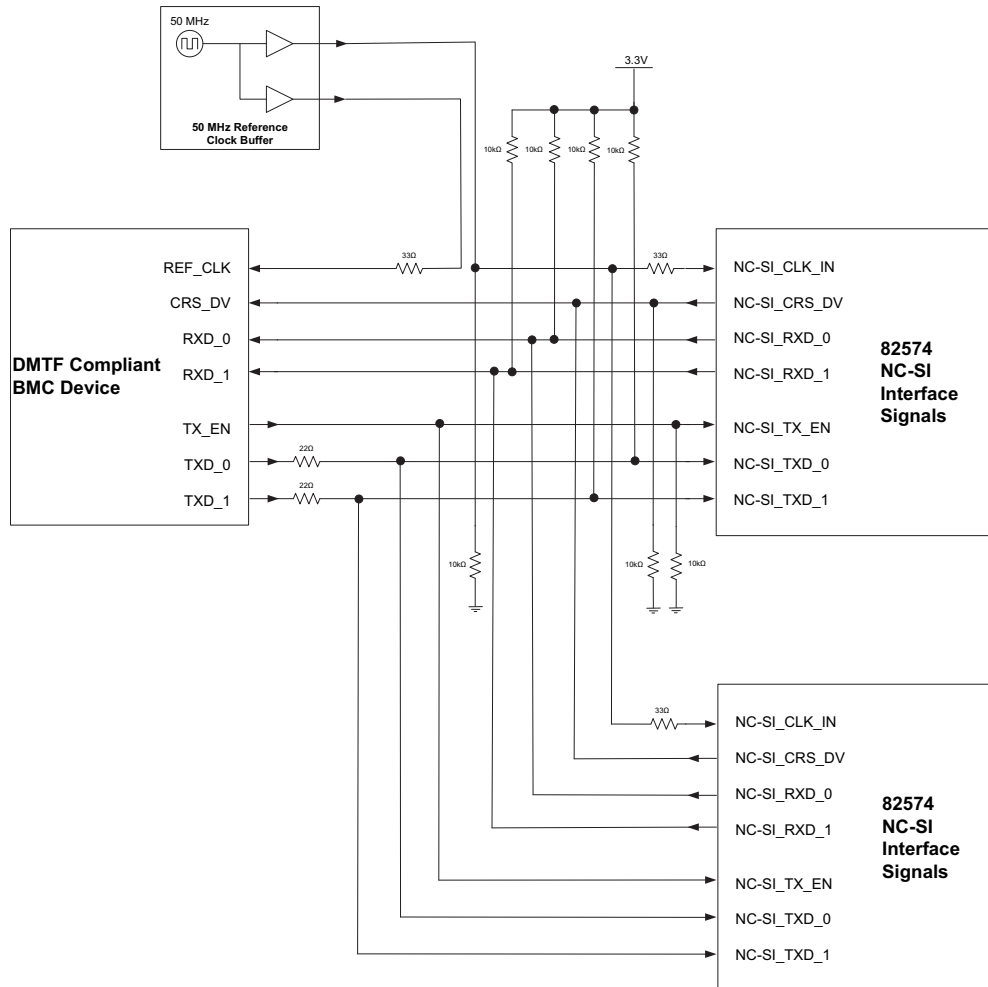 50 MHz
50 MHz Reference
Clock Buffer
3.3V
10kΩ
10kΩ
10kΩ
10kΩ
DMTF Compliant
BMC Device
REF_CLK
CRS_DV
RXD_0
RXD_1
TX_EN
TXD_0
TXD_1
33Ω
22Ω
22Ω
33Ω
NC-SI_CLK_IN
NC-SI_CRS_DV
NC-SI_RXD_0
NC-SI_RXD_1
NC-SI_TX_EN
NC-SI_TXD_0
NC-SI_TXD_1
82574
NC-SI
Interface
Signals
10kΩ
10kΩ
10kΩ
33Ω
NC-SI_CLK_IN
NC-SI_CRS_DV
NC-SI_RXD_0
NC-SI_RXD_1
NC-SI_TX_EN
NC-SI_TXD_0
NC-SI_TXD_1
82574
NC-SI
Interface
Signals